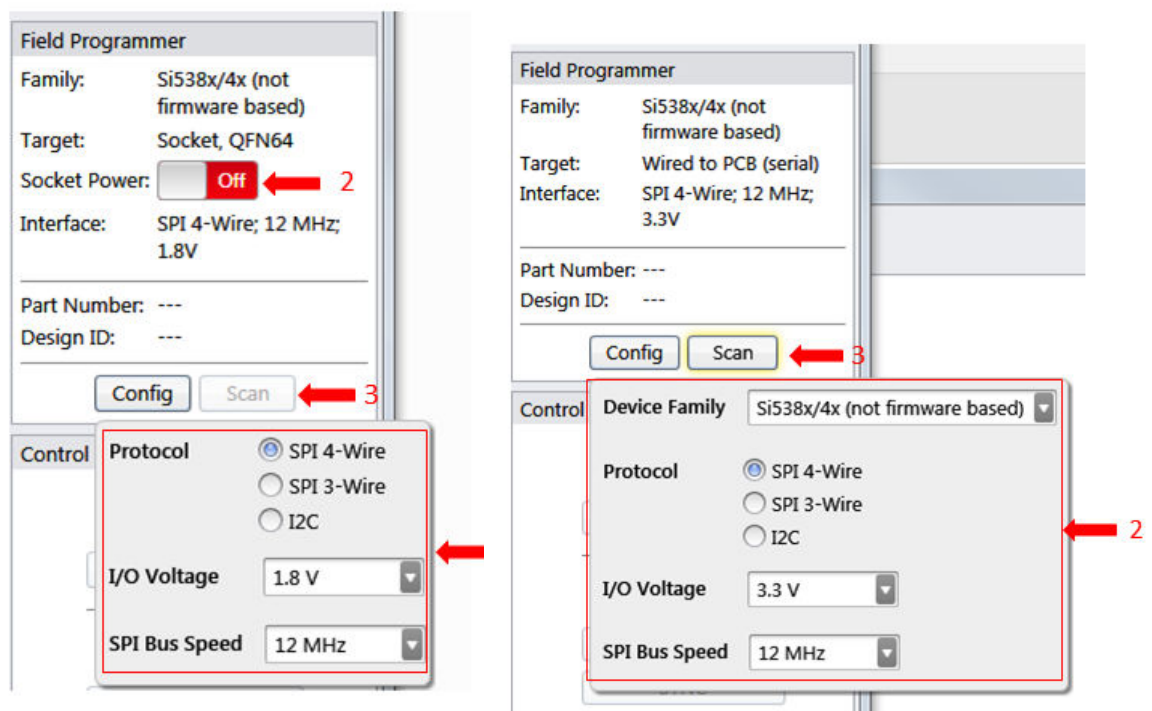 Field Programmer
Family: Si538x/4x (not
firmware based)
Target: Socket, QFN64
Socket Power: Off 2
Interface: SPI 4-Wire; 12 MHz;
1.8V
Part Number: ---
Design ID: ---
Config Scan 3
Control
Protocol SPI 4-Wire
SPI 3-Wire
I2C
I/O Voltage 1.8 V
SPI Bus Speed 12 MHz
Field Programmer
Family: Si538x/4x (not
firmware based)
Target: Wired to PCB (serial)
Interface: SPI 4-Wire; 12 MHz;
3.3V
Part Number: ---
Design ID: ---
Config Scan 3
Control
Device Family Si538x/4x (not firmware based)
Protocol SPI 4-Wire
SPI 3-Wire
I2C 2
I/O Voltage 3.3 V
SPI Bus Speed 12 MHz